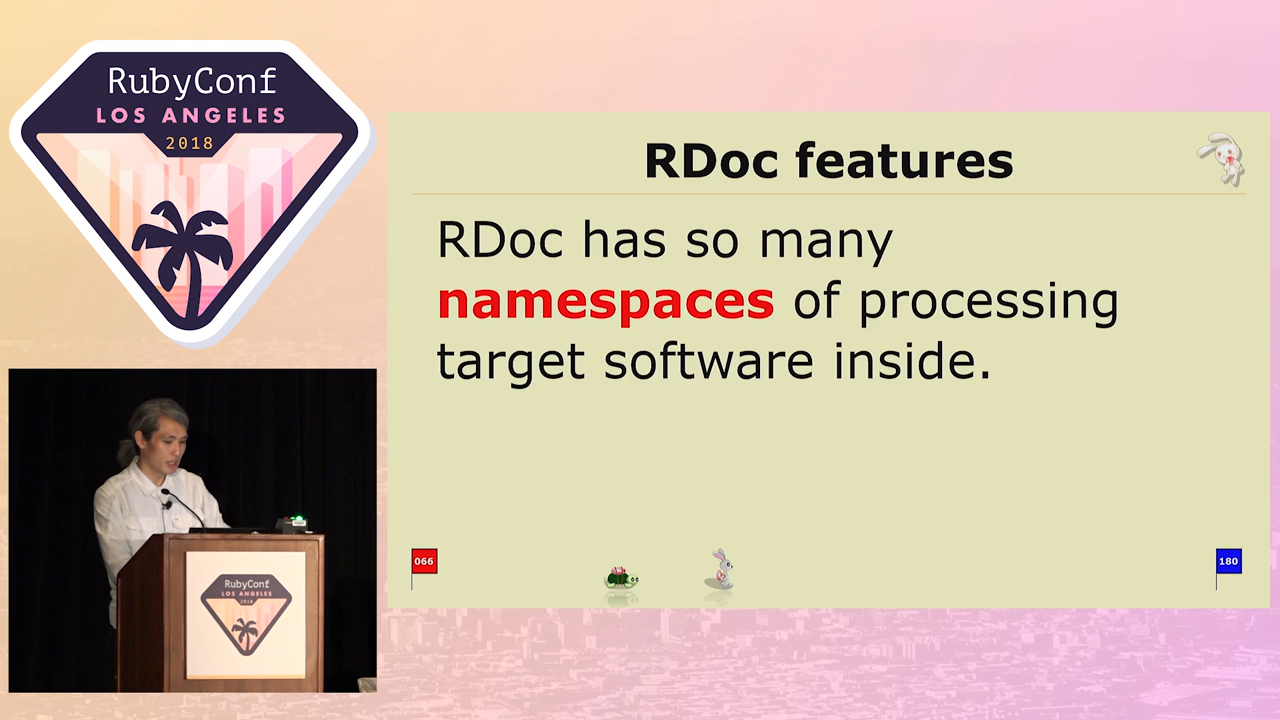 RubyConf
LOS ANGELES
2018
RDoc features
RDoc has so many
namespaces of processing
target software inside.
066
180
RubyConf
LOS ANGELES
2018